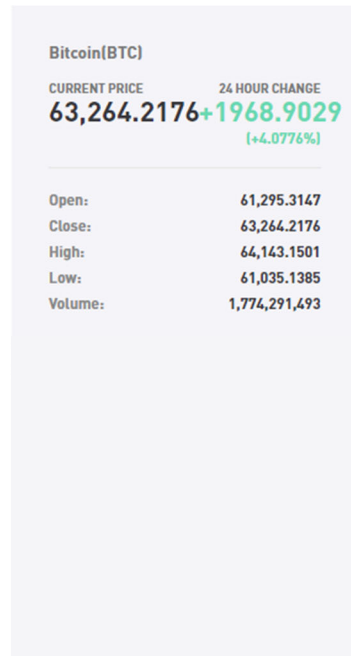 Bitcoin(BTC)
CURRENT PRICE 24 HOUR CHANGE
63,264.2176+1968.9029
(+4.0776%)
Open: 61,295.3147
Close: 63,264.2176
High: 64,143.1501
Low: 61,035.1385
Volume: 1,774,291,493